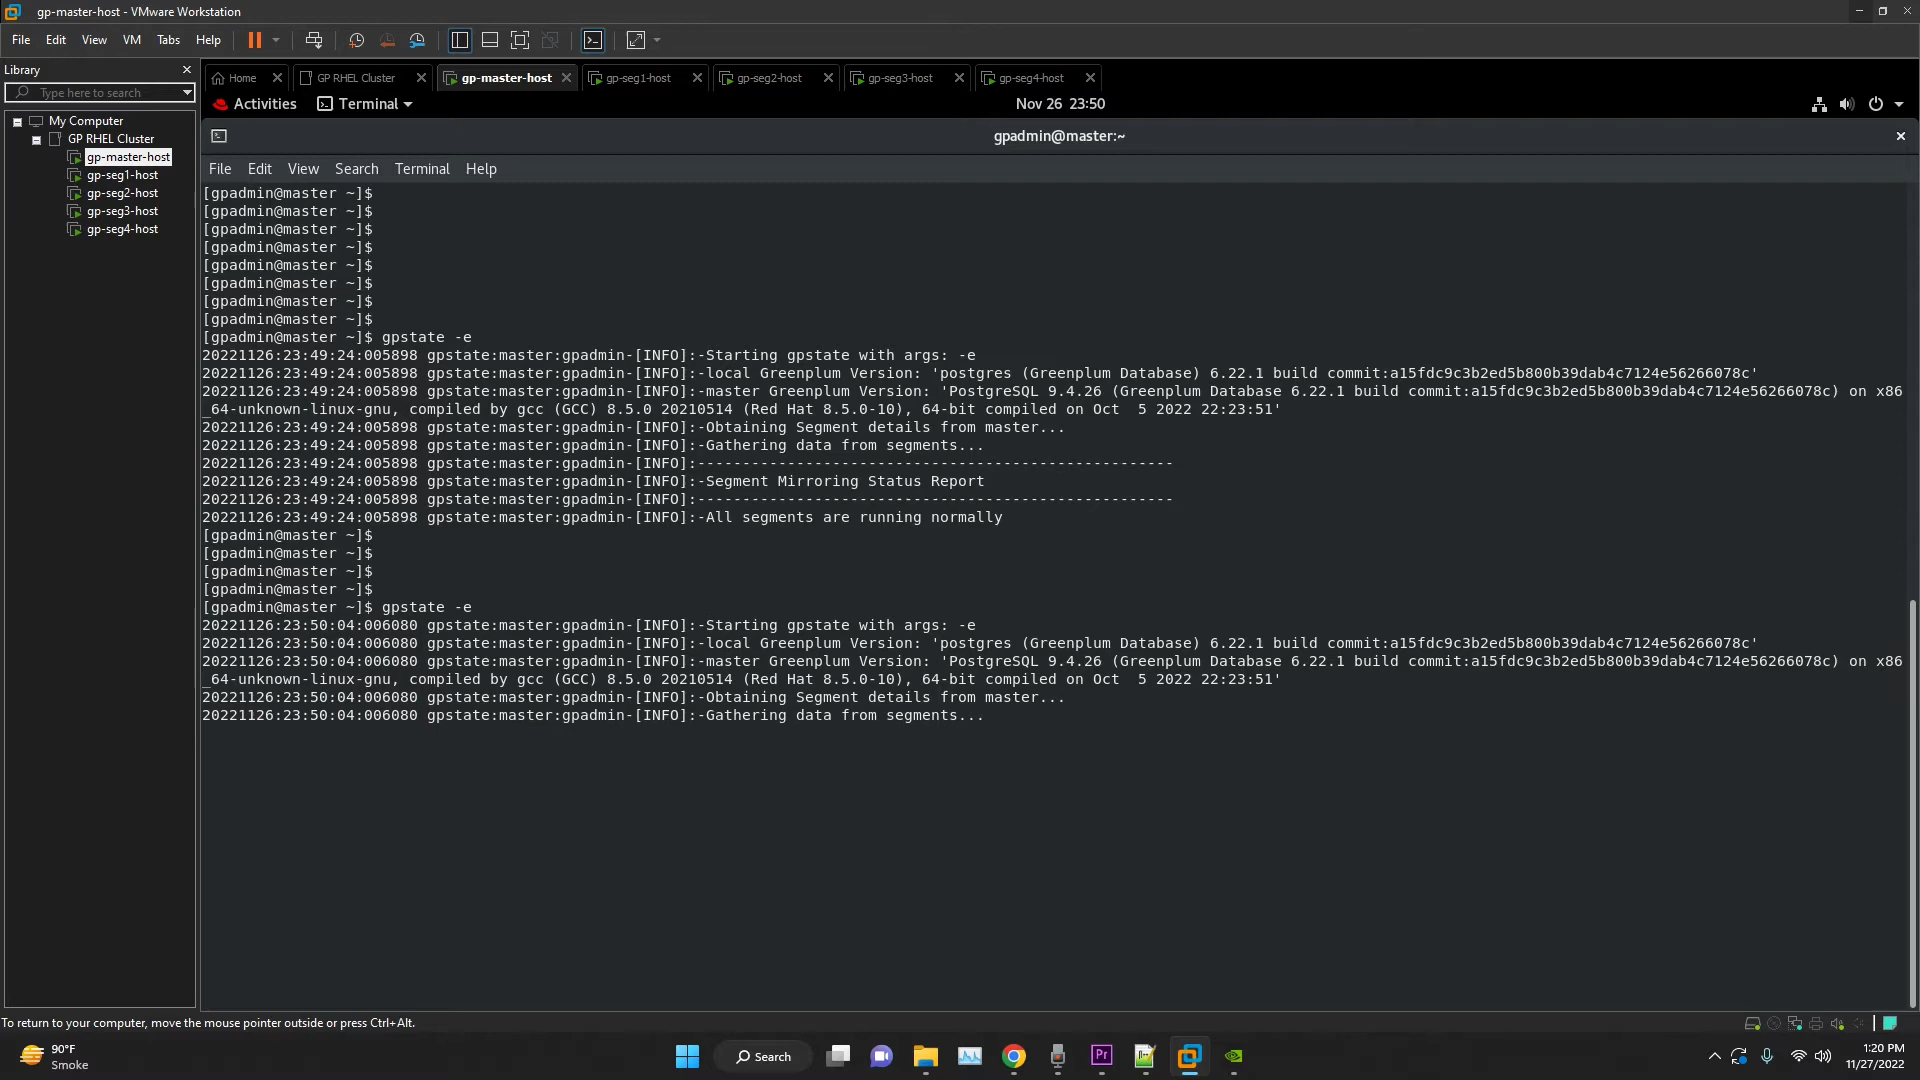 gp-master-host - VMware Workstation
File Edit View VM Tabs Help
Library
Type here to search
My Computer
GP RHEL Cluster
gp-master-host
gp-seg1-host
gp-seg2-host
gp-seg3-host
gp-seg4-host
Home GP RHEL Cluster gp-master-host gp-seg1-host gp-seg2-host gp-seg3-host gp-seg4-host
Activities Terminal Nov 26 23:50
gpadmin@master:~
File Edit View Search Terminal Help
[gpadmin@master ~]$
[gpadmin@master ~]$
[gpadmin@master ~]$
[gpadmin@master ~]$
[gpadmin@master ~]$
[gpadmin@master ~]$
[gpadmin@master ~]$
[gpadmin@master ~]$
[gpadmin@master ~]$ gpstate -e
20221126:23:49:24:005898 gpstate:master:gpadmin-[INFO]:-Starting gpstate with args: -e
20221126:23:49:24:005898 gpstate:master:gpadmin-[INFO]:-local Greenplum Version: 'postgres (Greenplum Database) 6.22.1 build commit:a15fdc9c3b2ed5b800b39dab4c7124e56266078c'
20221126:23:49:24:005898 gpstate:master:gpadmin-[INFO]:-master Greenplum Version: 'PostgreSQL 9.4.26 (Greenplum Database 6.22.1 build commit:a15fdc9c3b2ed5b800b39dab4c7124e56266078c) on x86
_64-unknown-linux-gnu, compiled by gcc (GCC) 8.5.0 20210514 (Red Hat 8.5.0-10), 64-bit compiled on Oct  5 2022 22:23:51'
20221126:23:49:24:005898 gpstate:master:gpadmin-[INFO]:-Obtaining Segment details from master...
20221126:23:49:24:005898 gpstate:master:gpadmin-[INFO]:-Gathering data from segments...
20221126:23:49:24:005898 gpstate:master:gpadmin-[INFO]:-----------------------------------------------------
20221126:23:49:24:005898 gpstate:master:gpadmin-[INFO]:-Segment Mirroring Status Report
20221126:23:49:24:005898 gpstate:master:gpadmin-[INFO]:-----------------------------------------------------
20221126:23:49:24:005898 gpstate:master:gpadmin-[INFO]:-All segments are running normally
[gpadmin@master ~]$
[gpadmin@master ~]$
[gpadmin@master ~]$
[gpadmin@master ~]$
[gpadmin@master ~]$ gpstate -e
20221126:23:50:04:006080 gpstate:master:gpadmin-[INFO]:-Starting gpstate with args: -e
20221126:23:50:04:006080 gpstate:master:gpadmin-[INFO]:-local Greenplum Version: 'postgres (Greenplum Database) 6.22.1 build commit:a15fdc9c3b2ed5b800b39dab4c7124e56266078c'
20221126:23:50:04:006080 gpstate:master:gpadmin-[INFO]:-master Greenplum Version: 'PostgreSQL 9.4.26 (Greenplum Database 6.22.1 build commit:a15fdc9c3b2ed5b800b39dab4c7124e56266078c) on x86
_64-unknown-linux-gnu, compiled by gcc (GCC) 8.5.0 20210514 (Red Hat 8.5.0-10), 64-bit compiled on Oct  5 2022 22:23:51'
20221126:23:50:04:006080 gpstate:master:gpadmin-[INFO]:-Obtaining Segment details from master...
20221126:23:50:04:006080 gpstate:master:gpadmin-[INFO]:-Gathering data from segments...
To return to your computer, move the mouse pointer outside or press Ctrl+Alt.
90°F
Smoke
Search
Pr
1:20 PM
11/27/2022